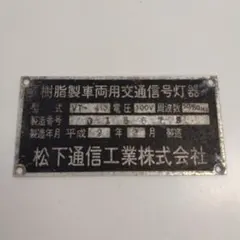 樹脂製車両用交通信号灯器
型式 電圧 100V 周波数
製造番号
製造年月 平成 年 月 製造
松下通信工業株式会社